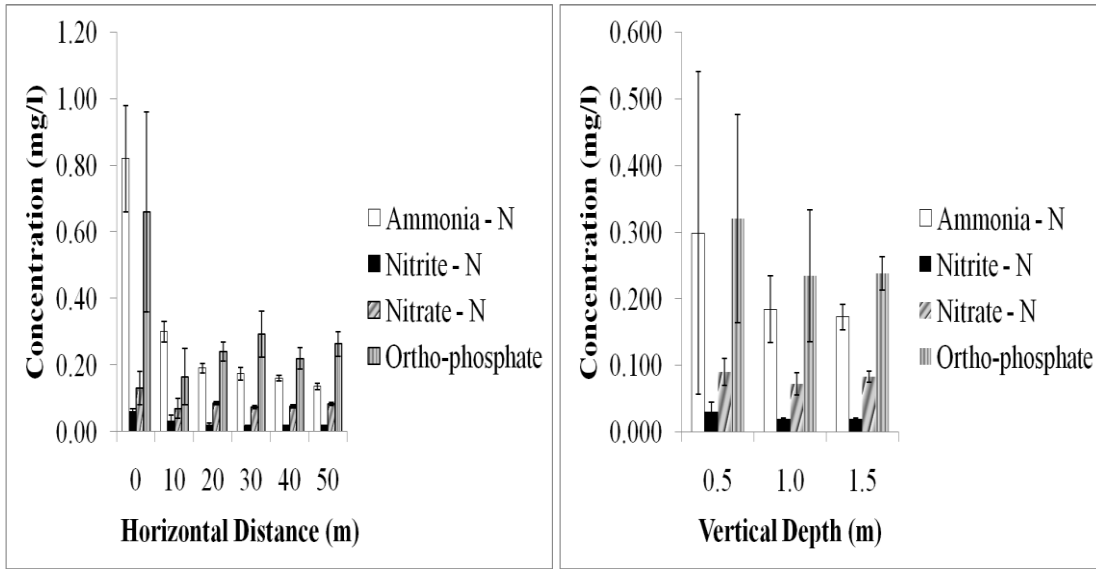 Concentration (mg/l)
1.20
1.00
0.80
0.60
0.40
0.20
0.00
0 10 20 30 40 50
Horizontal Distance (m)
Ammonia - N
Nitrite - N
Nitrate - N
Ortho-phosphate
Concentration (mg/l)
0.600
0.500
0.400
0.300
0.200
0.100
0.000
0.5 1.0 1.5
Vertical Depth (m)
Ammonia - N
Nitrite - N
Nitrate - N
Ortho-phosphate